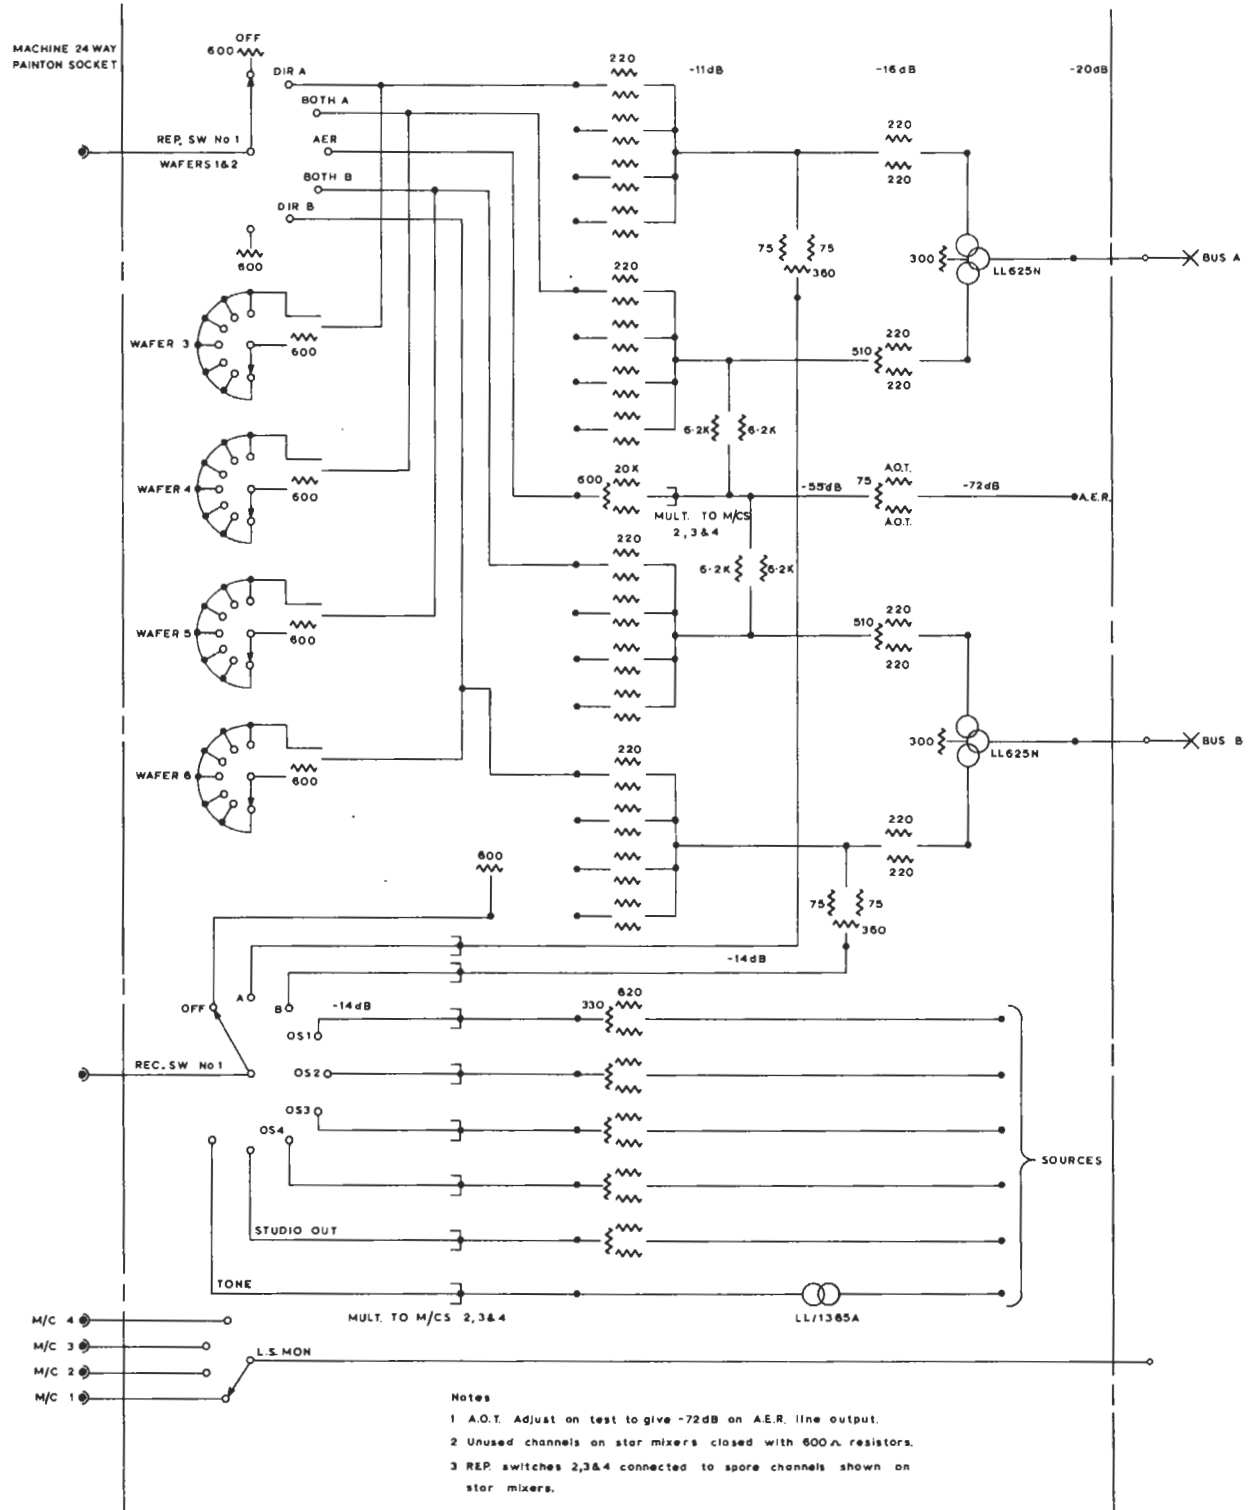 OFF
MACHINE 24 WAY
PAINTON SOCKET
600
DIR A
220
-11dB
-16dB
-20dB
BOTH A
REP. SW No 1
WAFERS 1&2
AER
BOTH B
DIR B
600
220
220
75
75
360
300
LL625N
BUS A
220
WAFER 3
600
220
510
220
6·2K
6·2K
WAFER 4
600
20K
600
MULT. TO M/CS
2,3&4
-55dB
75
A.O.T.
A.O.T.
-72dB
A.E.R.
220
6·2K
6·2K
WAFER 5
600
220
510
220
300
LL625N
BUS B
WAFER 6
600
220
220
220
600
75
75
360
-14dB
OFF
A
B
-14dB
620
330
OS1
REC. SW No 1
OS2
OS3
OS4
SOURCES
STUDIO OUT
TONE
MULT. TO M/CS 2,3&4
LL/1365A
M/C 4
M/C 3
M/C 2
M/C 1
L.S. MON
Notes
1 A.O.T. Adjust on test to give -72dB on A.E.R. line output.
2 Unused channels on star mixers closed with 600 Ω resistors.
3 REP. switches 2,3&4 connected to spore channels shown on
star mixers.